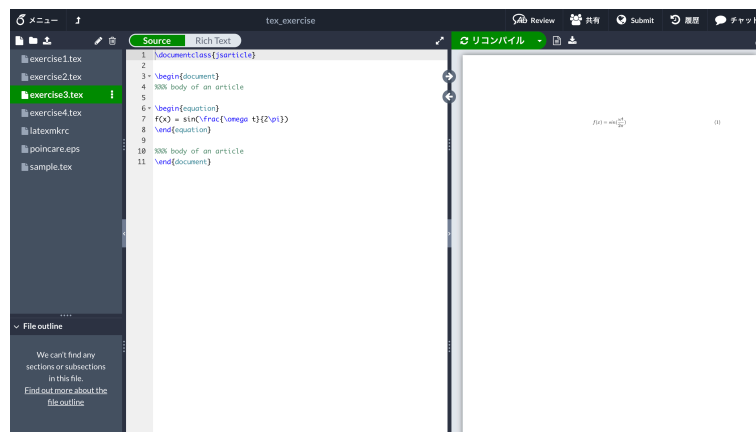 メニュー
tex_exercise
Review
共有
Submit
履歴
Source
Rich Text
リコンパイル
exercise1.tex
exercise2.tex
exercise3.tex
exercise4.tex
latexmkrc
poincare.eps
sample.tex
1 \documentclass{jsarticle}
2
3 \begin{document}
4 %%% body of an article
5
6 \begin{equation}
7 f(x) = sin(\frac{\omega t}{2\pi})
8 \end{equation}
9
10 %%% body of an article
11 \end{document}
File outline
We can't find any
sections or subsections
in this file.
Find out more about the
file outline
(1)